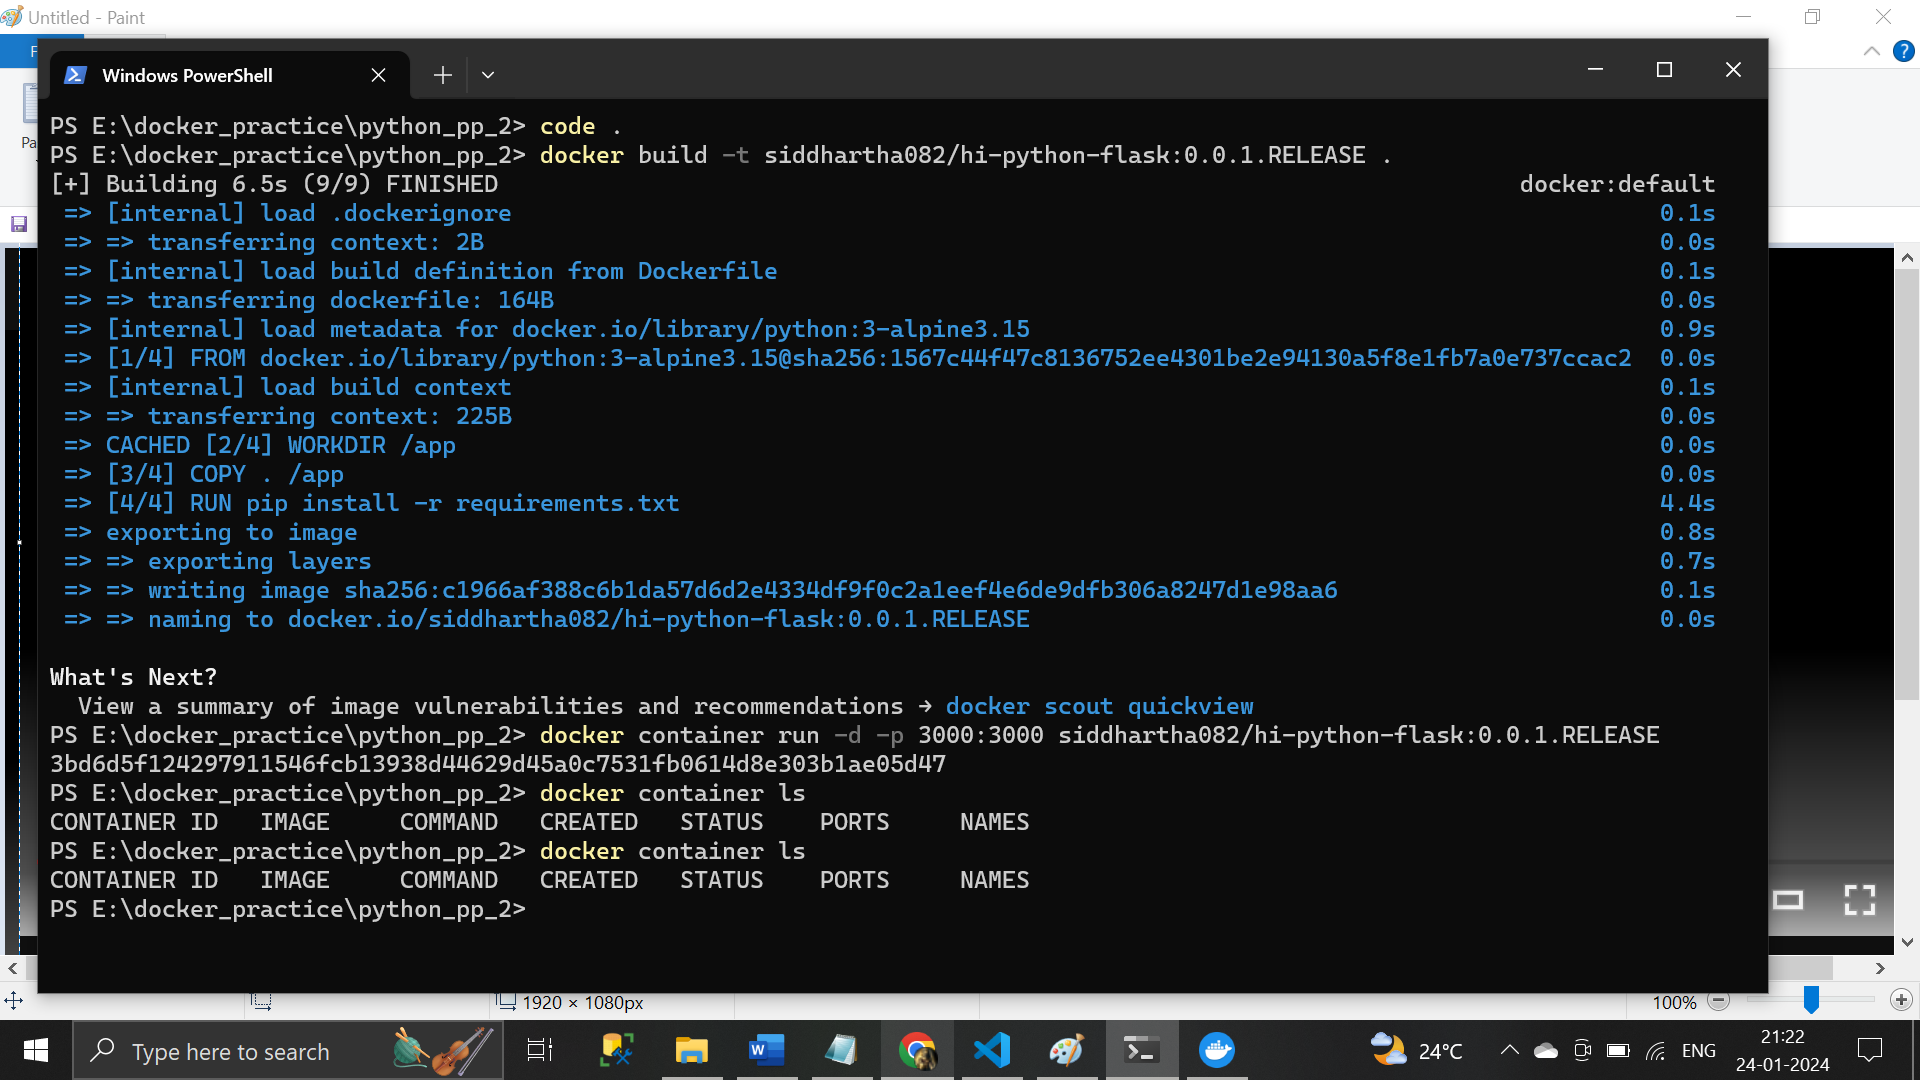 Untitled - Paint
F
Pa
Windows PowerShell
PS E:\docker_practice\python_pp_2> code .
PS E:\docker_practice\python_pp_2> docker build -t siddhartha082/hi-python-flask:0.0.1.RELEASE .
[+] Building 6.5s (9/9) FINISHED docker:default
=> [internal] load .dockerignore 0.1s
=> => transferring context: 2B 0.0s
=> [internal] load build definition from Dockerfile 0.1s
=> => transferring dockerfile: 164B 0.0s
=> [internal] load metadata for docker.io/library/python:3-alpine3.15 0.9s
=> [1/4] FROM docker.io/library/python:3-alpine3.15@sha256:1567c44f47c8136752ee4301be2e94130a5f8e1fb7a0e737ccac2 0.0s
=> [internal] load build context 0.1s
=> => transferring context: 225B 0.0s
=> CACHED [2/4] WORKDIR /app 0.0s
=> [3/4] COPY . /app 0.0s
=> [4/4] RUN pip install -r requirements.txt 4.4s
=> exporting to image 0.8s
=> => exporting layers 0.7s
=> => writing image sha256:c1966af388c6b1da57d6d2e4334df9f0c2a1eef4e6de9dfb306a8247d1e98aa6 0.1s
=> => naming to docker.io/siddhartha082/hi-python-flask:0.0.1.RELEASE 0.0s
What's Next?
View a summary of image vulnerabilities and recommendations → docker scout quickview
PS E:\docker_practice\python_pp_2> docker container run -d -p 3000:3000 siddhartha082/hi-python-flask:0.0.1.RELEASE
3bd6d5f124297911546fcb13938d44629d45a0c7531fb0614d8e303b1ae05d47
PS E:\docker_practice\python_pp_2> docker container ls
CONTAINER ID IMAGE COMMAND CREATED STATUS PORTS NAMES
PS E:\docker_practice\python_pp_2> docker container ls
CONTAINER ID IMAGE COMMAND CREATED STATUS PORTS NAMES
PS E:\docker_practice\python_pp_2>
1920 × 1080px 100%
Type here to search
24°C
ENG
21:22
24-01-2024